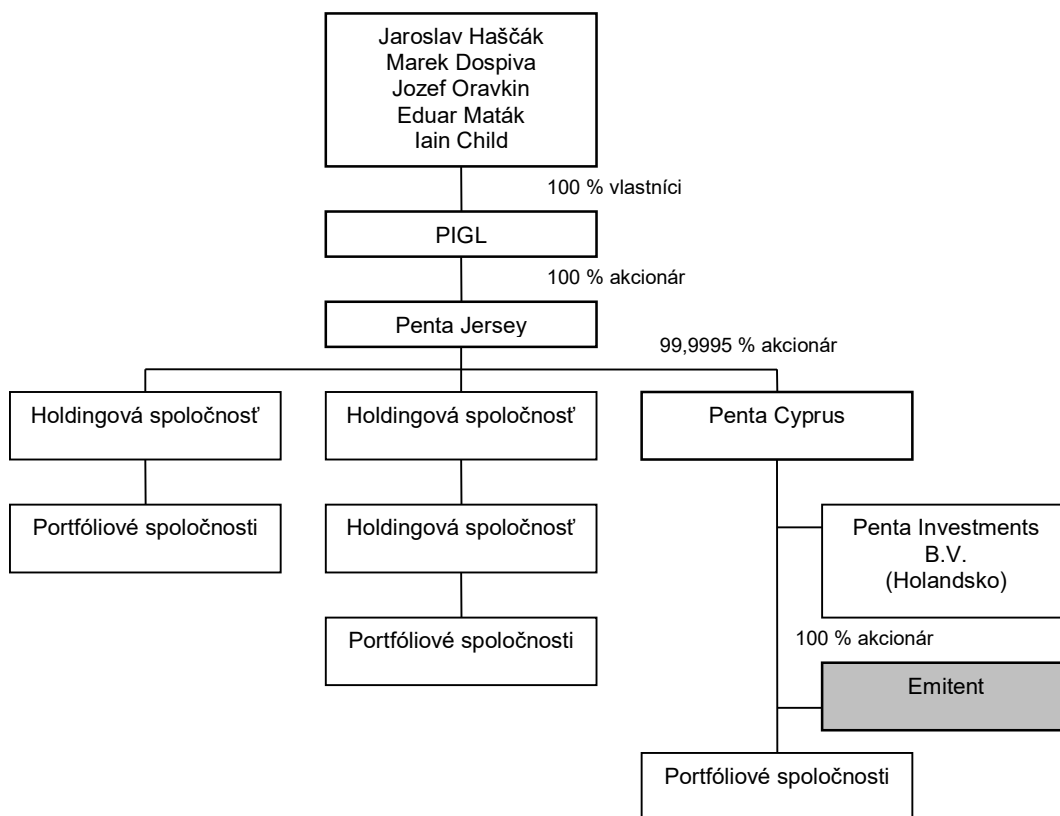 Jaroslav Haščák
Marek Dospiva
Jozef Oravkin
Eduar Maták
Iain Child
100 % vlastníci
PIGL
100 % akcionár
Penta Jersey
99,9995 % akcionár
Holdingová spoločnosť
Holdingová spoločnosť
Penta Cyprus
Portfóliové spoločnosti
Holdingová spoločnosť
Penta Investments
B.V.
(Holandsko)
Portfóliové spoločnosti
100 % akcionár
Emitent
Portfóliové spoločnosti